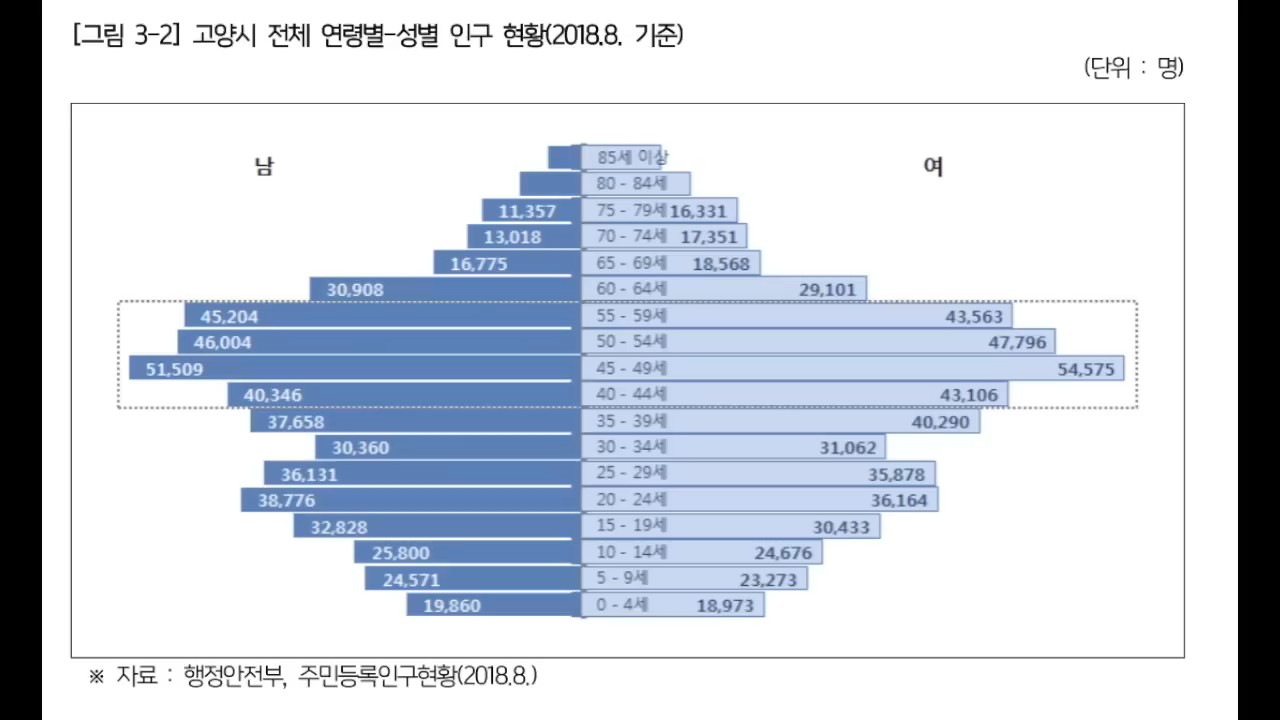 [그림 3-2] 고양시 전체 연령별-성별 인구 현황(2018.8. 기준)
(단위 : 명)
남
여
85세 이상
80 - 84세
11,357 75 - 79세 16,331
13,018 70 - 74세 17,351
16,775 65 - 69세 18,568
30,908 60 - 64세 29,101
45,204 55 - 59세 43,563
46,004 50 - 54세 47,796
51,509 45 - 49세 54,575
40,346 40 - 44세 43,106
37,658 35 - 39세 40,290
30,360 30 - 34세 31,062
36,131 25 - 29세 35,878
38,776 20 - 24세 36,164
32,828 15 - 19세 30,433
25,800 10 - 14세 24,676
24,571 5 - 9세 23,273
19,860 0 - 4세 18,973
※ 자료 : 행정안전부, 주민등록인구현황(2018.8.)